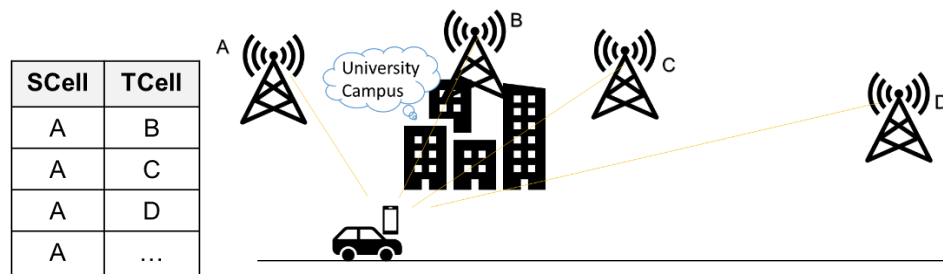 SCell TCell
A B
A C
A D
A ...
A
University
Campus
B
C
D